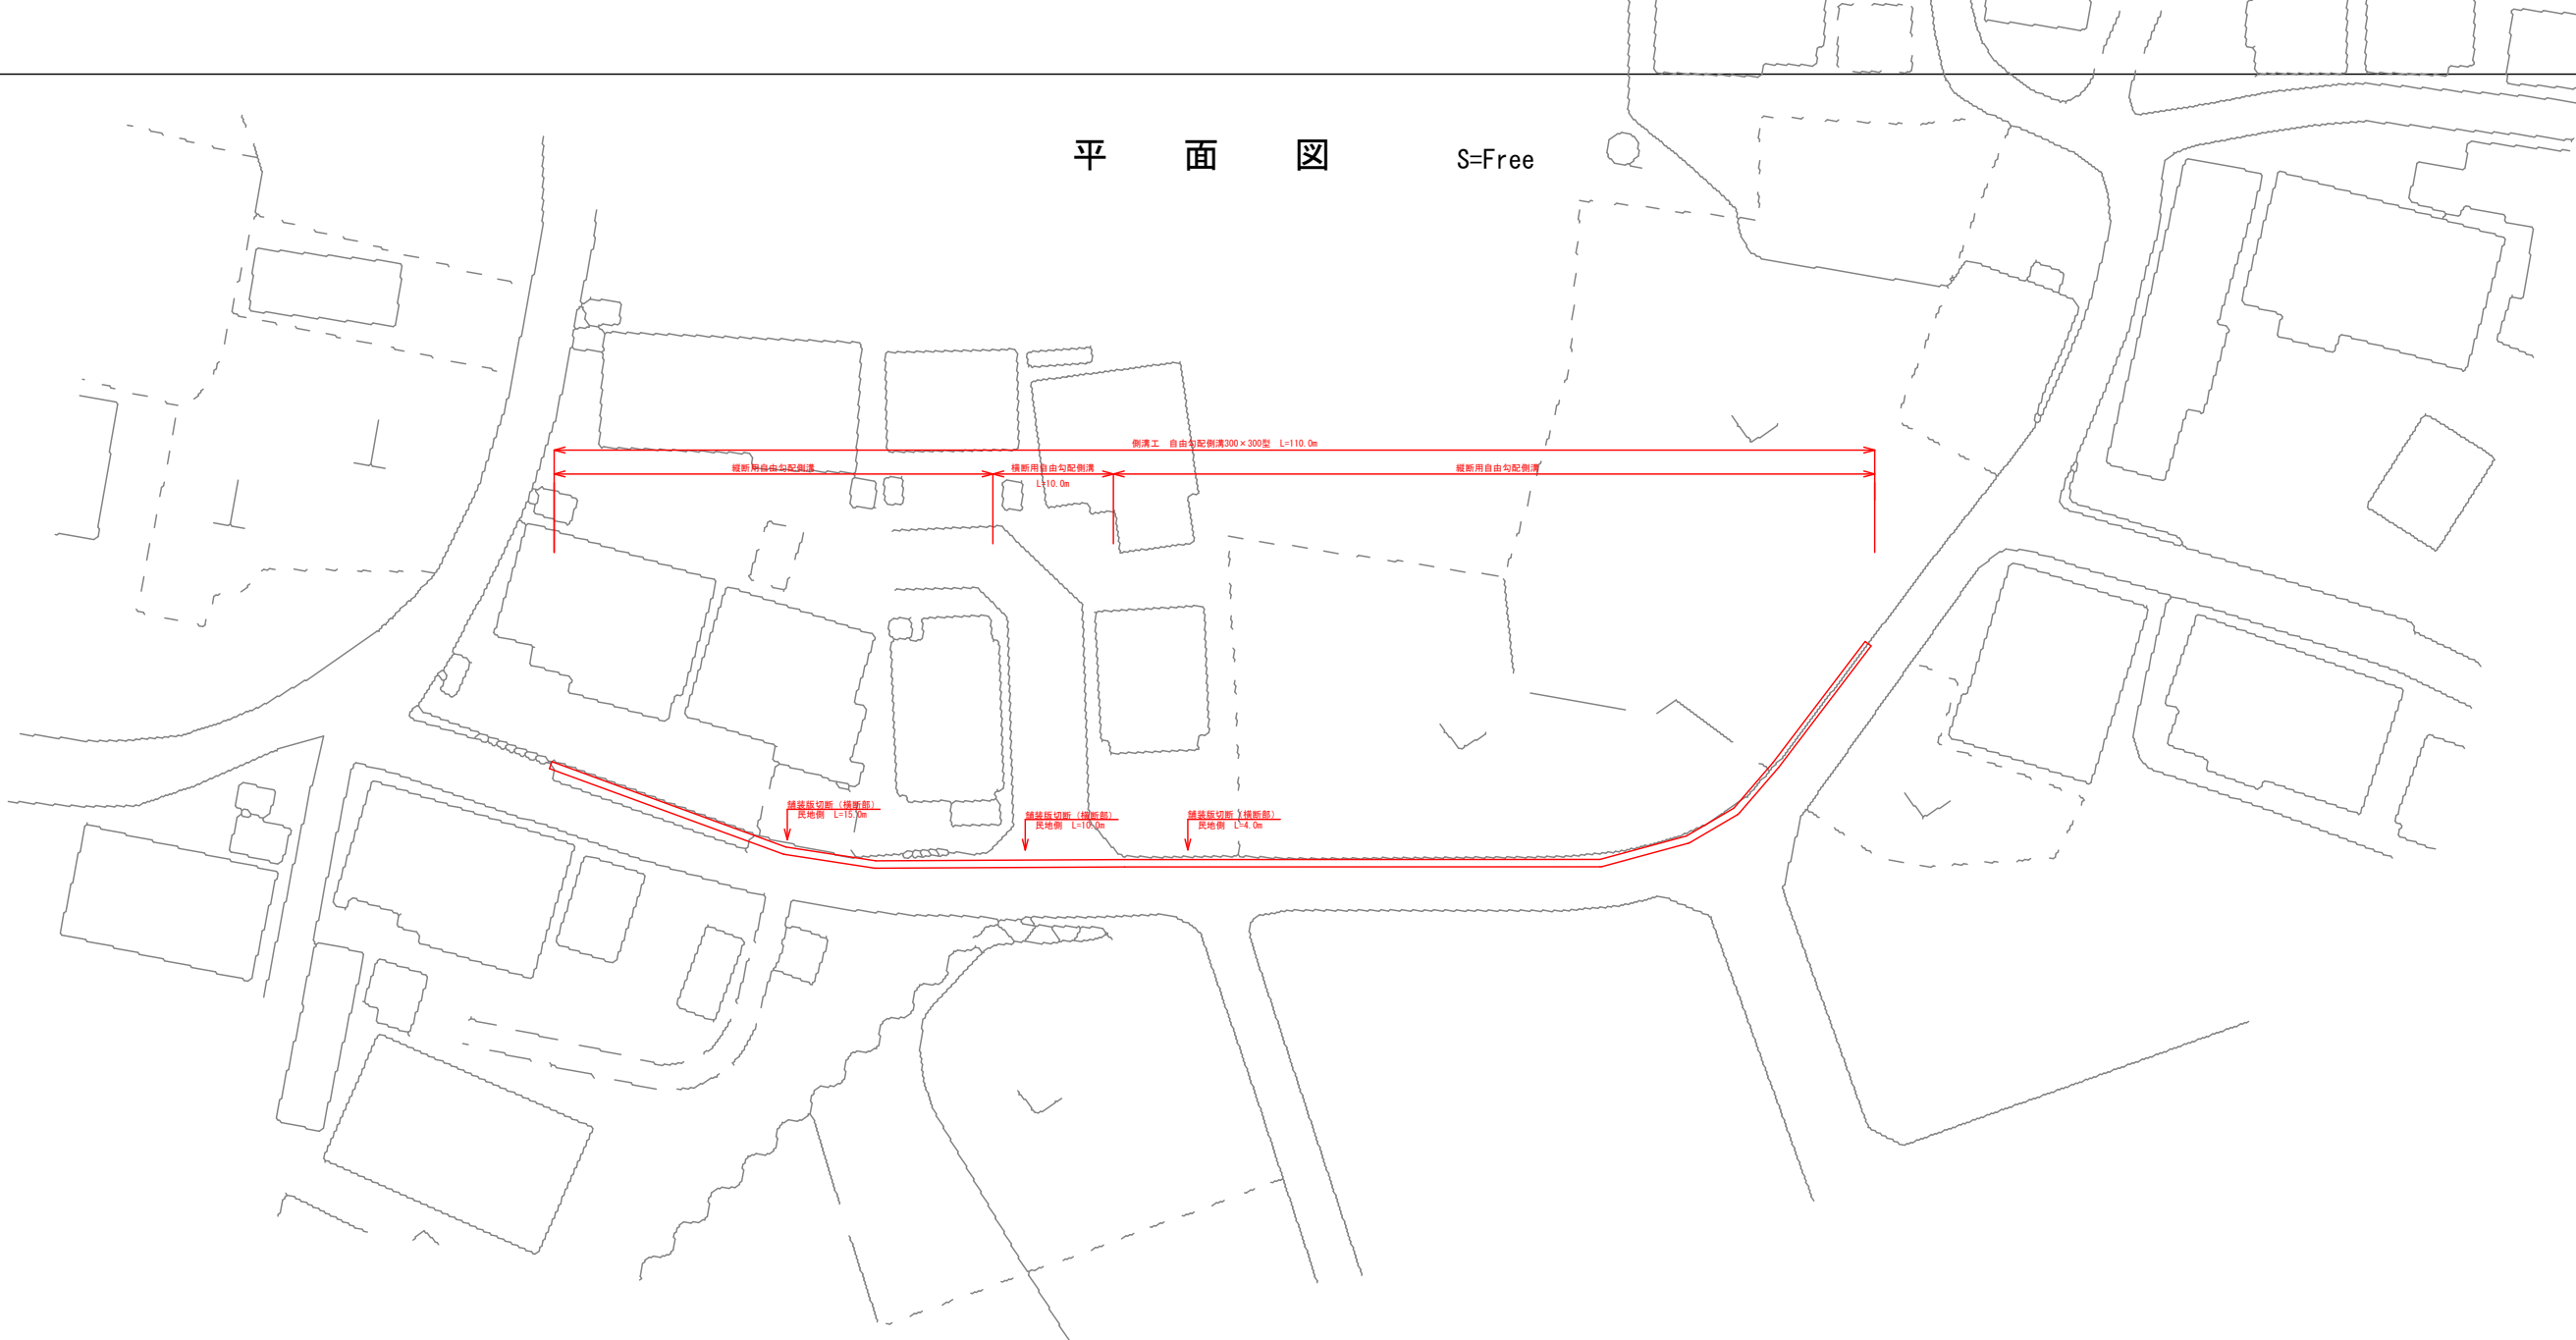 平 面 図 S=Free
側溝工 自由勾配側溝300×300型 L=110.0m
縦断用自由勾配側溝
横断用自由勾配側溝
L=10.0m
縦断用自由勾配側溝
舗装版切断(横断部)
民地側 L=15.0m
舗装版切断(横断部)
民地側 L=10.0m
舗装版切断(横断部)
民地側 L=4.0m